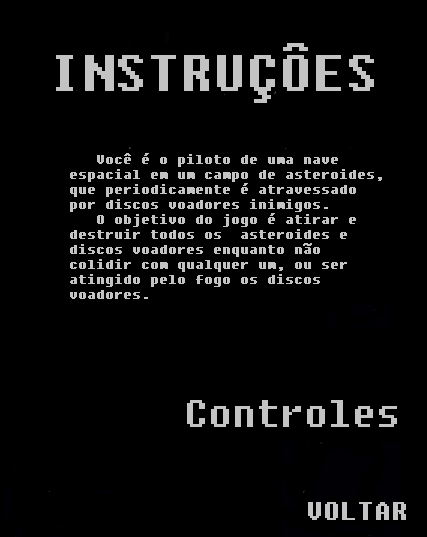 INSTRUÇÕES
Você é o piloto de uma nave
espacial em um campo de asteroides,
que periodicamente é atravessado
por discos voadores inimigos.
O objetivo do jogo é atirar e
destruir todos os  asteroides e
discos voadores enquanto não
colidir com qualquer um, ou ser
atingido pelo fogo os discos
voadores.
Controles
VOLTAR